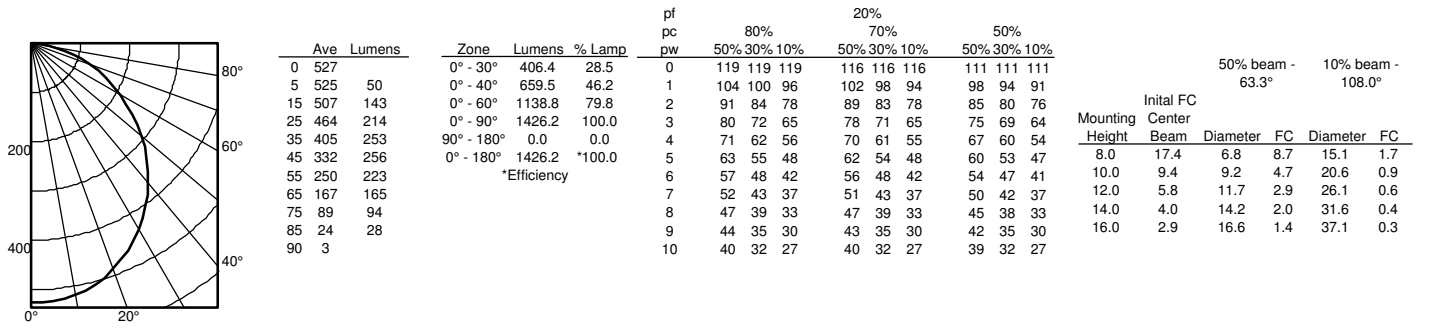 80°
60°
40°
20°
0°
200
400
Ave Lumens
0 527
5 525 50
15 507 143
25 464 214
35 405 253
45 332 256
55 250 223
65 167 165
75 89 94
85 24 28
90 3
Zone Lumens % Lamp
0° - 30° 406.4 28.5
0° - 40° 659.5 46.2
0° - 60° 1138.8 79.8
0° - 90° 1426.2 100.0
90° - 180° 0.0 0.0
0° - 180° 1426.2 *100.0
*Efficiency
pf 20%
pc 80% 70% 50%
pw 50% 30% 10% 50% 30% 10% 50% 30% 10%
0 119 119 119 116 116 116 111 111 111
1 104 100 96 102 98 94 98 94 91
2 91 84 78 89 83 78 85 80 76
3 80 72 65 78 71 65 75 69 64
4 71 62 56 70 61 55 67 60 54
5 63 55 48 62 54 48 60 53 47
6 57 48 42 56 48 42 54 47 41
7 52 43 37 51 43 37 50 42 37
8 47 39 33 47 39 33 45 38 33
9 44 35 30 43 35 30 42 35 30
10 40 32 27 40 32 27 39 32 27
50% beam - 10% beam -
63.3° 108.0°
Inital FC
Mounting Center
Height Beam Diameter FC Diameter FC
8.0 17.4 6.8 8.7 15.1 1.7
10.0 9.4 9.2 4.7 20.6 0.9
12.0 5.8 11.7 2.9 26.1 0.6
14.0 4.0 14.2 2.0 31.6 0.4
16.0 2.9 16.6 1.4 37.1 0.3